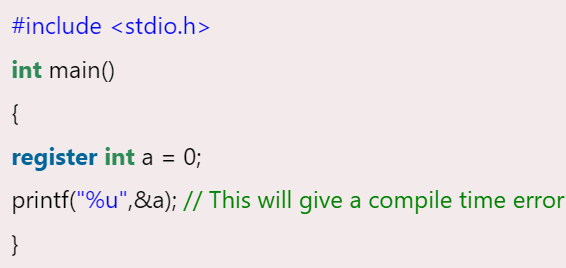 #include <stdio.h>
int main()
{
register int a = 0;
printf("%u",&a); // This will give a compile time error
}